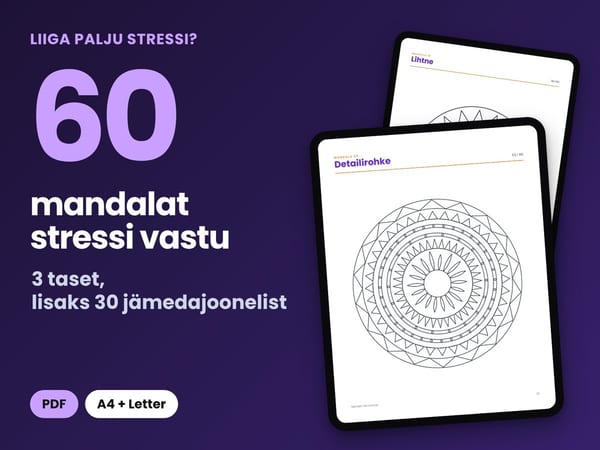 LIIGA PALJU STRESSI?
60
mandalat
stressi vastu
3 taset,
lisaks 30 jämedajoonelist
PDF
A4 + Letter
Lihtne
Detailirohke